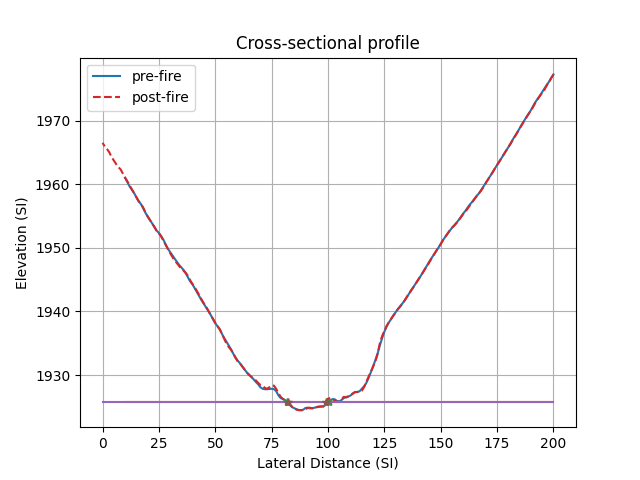 Cross-sectional profile
pre-fire
post-fire
Elevation (SI)
1970
1960
1950
1940
1930
0 25 50 75 100 125 150 175 200
Lateral Distance (SI)